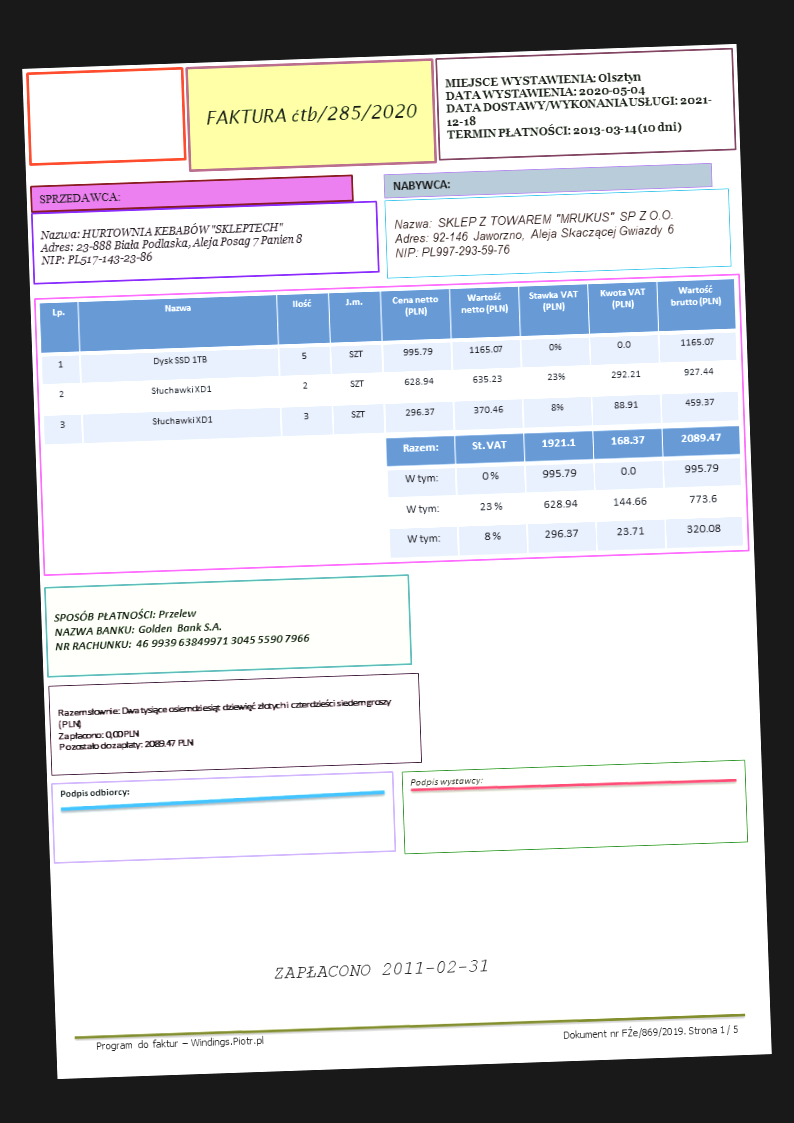 FAKTURA ćtb/285/2020
MIEJSCE WYSTAWIENIA: Olsztyn
DATA WYSTAWIENIA: 2020-05-04
DATA DOSTAWY/WYKONANIA USŁUGI: 2021-
12-18
TERMIN PŁATNOŚCI: 2013-03-14 (10 dni)
SPRZEDAWCA:
Nazwa: HURTOWNIA KEBABÓW "SKLEPTECH"
Adres: 23-888 Biała Podlaska, Aleja Posag 7 Panien 8
NIP: PL517-143-23-86
NABYWCA:
Nazwa: SKLEP Z TOWAREM "MRUKUS" SP Z O.O.
Adres: 92-146 Jaworzno, Aleja Skaczącej Gwiazdy 6
NIP: PL997-293-59-76
Lp. Nazwa Ilość J.m. Cena netto (PLN) Wartość netto (PLN) Stawka VAT (PLN) Kwota VAT (PLN) Wartość brutto (PLN)
1 Dysk SSD 1TB 5 SZT 995.79 1165.07 0% 0.0 1165.07
2 Słuchawki XD1 2 SZT 628.94 635.23 23% 292.21 927.44
3 Słuchawki XD1 3 SZT 296.37 370.46 8% 88.91 459.37
Razem: St. VAT 1921.1 168.37 2089.47
W tym: 0 % 995.79 0.0 995.79
W tym: 23 % 628.94 144.66 773.6
W tym: 8 % 296.37 23.71 320.08
SPOSÓB PŁATNOŚCI: Przelew
NAZWA BANKU: Golden Bank S.A.
NR RACHUNKU: 46 9939 63849971 3045 5590 7966
Razem słownie: Dwa tysiące osiemdziesiąt dziewięć złotych i czterdzieści siedem groszy
(PLN)
Zapłacono: 0,00 PLN
Pozostało do zapłaty: 2089.47 PLN
Podpis odbiorcy:
Podpis wystawcy:
ZAPŁACONO 2011-02-31
Program do faktur – Windings.Piotr.pl
Dokument nr FŻe/869/2019. Strona 1 / 5